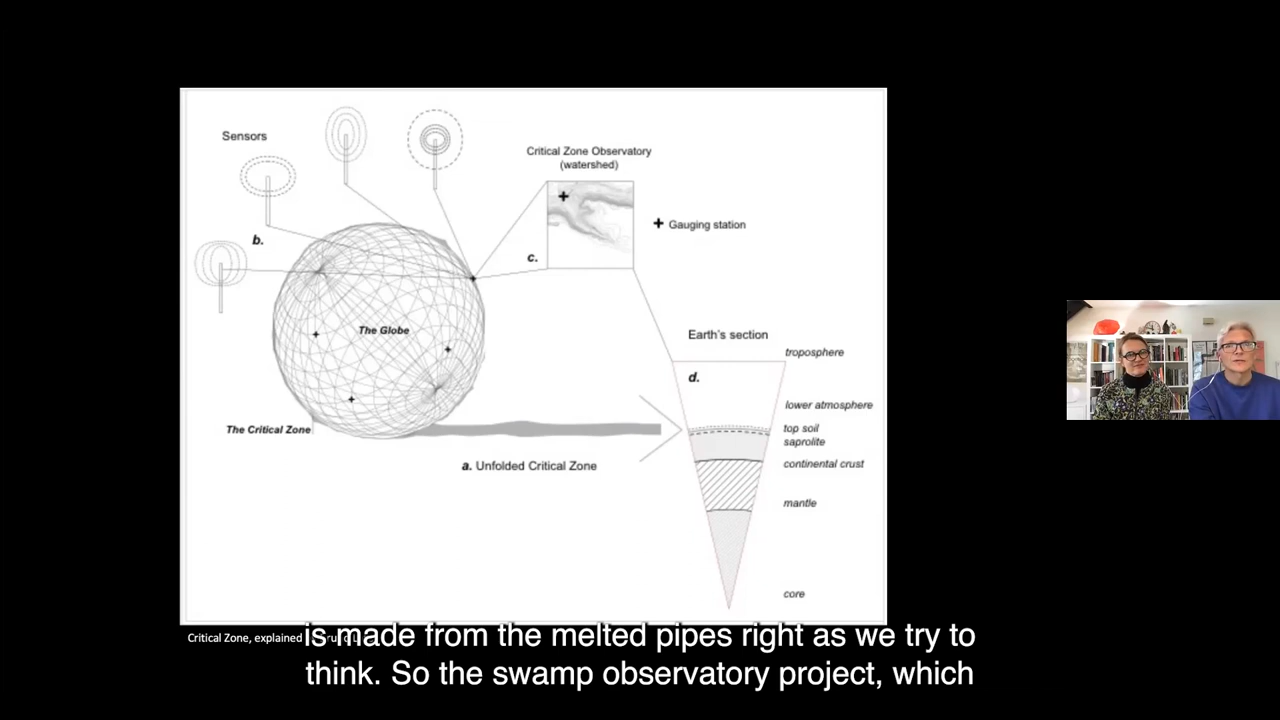 Sensors
Critical Zone Observatory
(watershed)
b.
Gauging station
c.
The Globe
Earth's section
troposphere
d.
lower atmosphere
The Critical Zone
top soil
saprolite
a. Unfolded Critical Zone
continental crust
mantle
core
Critical Zone, explained
is made from the melted pipes right as we try to
think. So the swamp observatory project, which